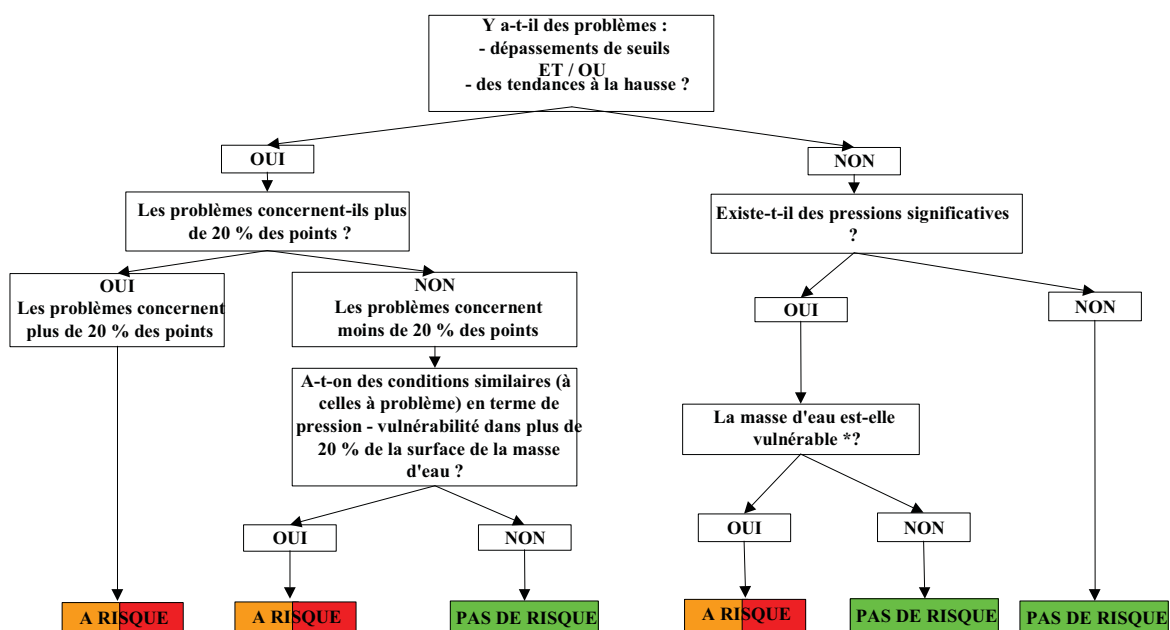 Y a-t-il des problèmes :
- dépassements de seuils
ET / OU
- des tendances à la hausse ?
OUI
NON
Les problèmes concernent-ils plus
de 20 % des points ?
Existe-t-il des pressions significatives
?
OUI
Les problèmes concernent
plus de 20 % des points
NON
Les problèmes concernent
moins de 20 % des points
OUI
NON
A-t-on des conditions similaires (à
celles à problème) en terme de
pression - vulnérabilité dans plus de
20 % de la surface de la masse
d'eau ?
La masse d'eau est-elle
vulnérable *?
OUI
NON
OUI
NON
A RISQUE
A RISQUE
PAS DE RISQUE
A RISQUE
PAS DE RISQUE
PAS DE RISQUE